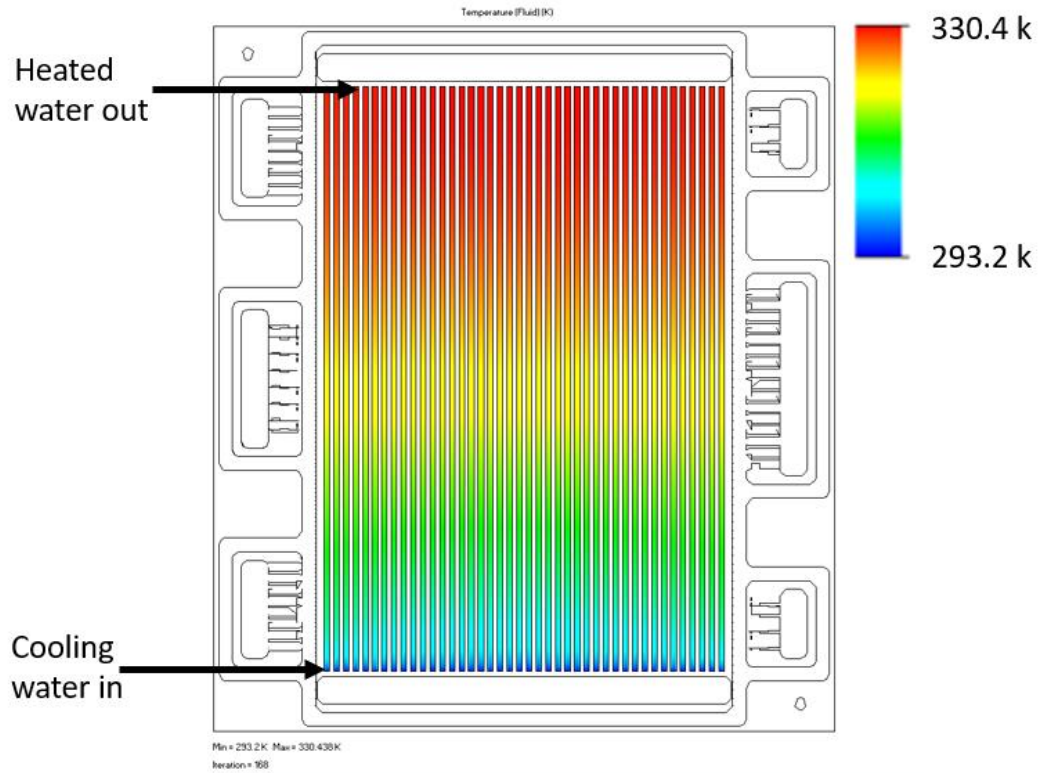 Temperature (Fluid) (K)
330.4 k
Heated
water out
293.2 k
Cooling
water in
Min = 293.2 K Max = 330.438 K
Iteration = 168